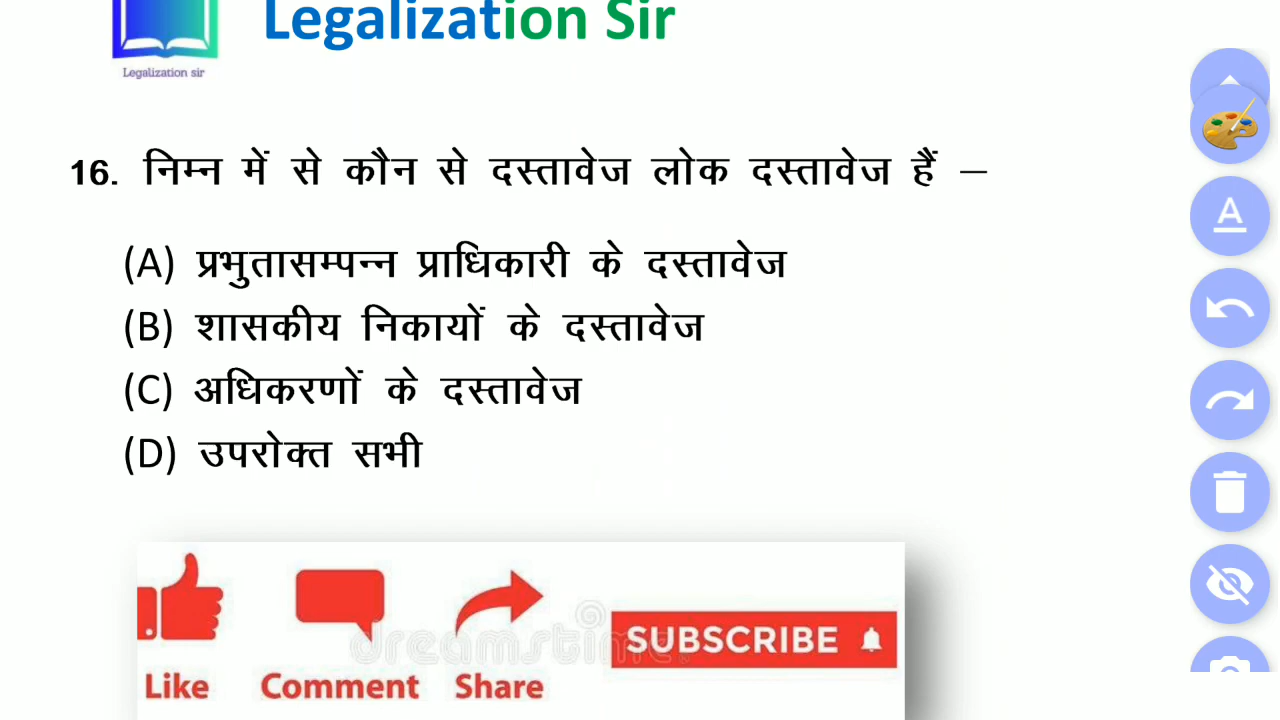 Legalization Sir
Legalization sir
16. निम्न में से कौन से दस्तावेज लोक दस्तावेज हैं –
(A) प्रभुतासम्पन्न प्राधिकारी के दस्तावेज
(B) शासकीय निकायों के दस्तावेज
(C) अधिकरणों के दस्तावेज
(D) उपरोक्त सभी
dreamstime.
SUBSCRIBE
Like Comment Share
A